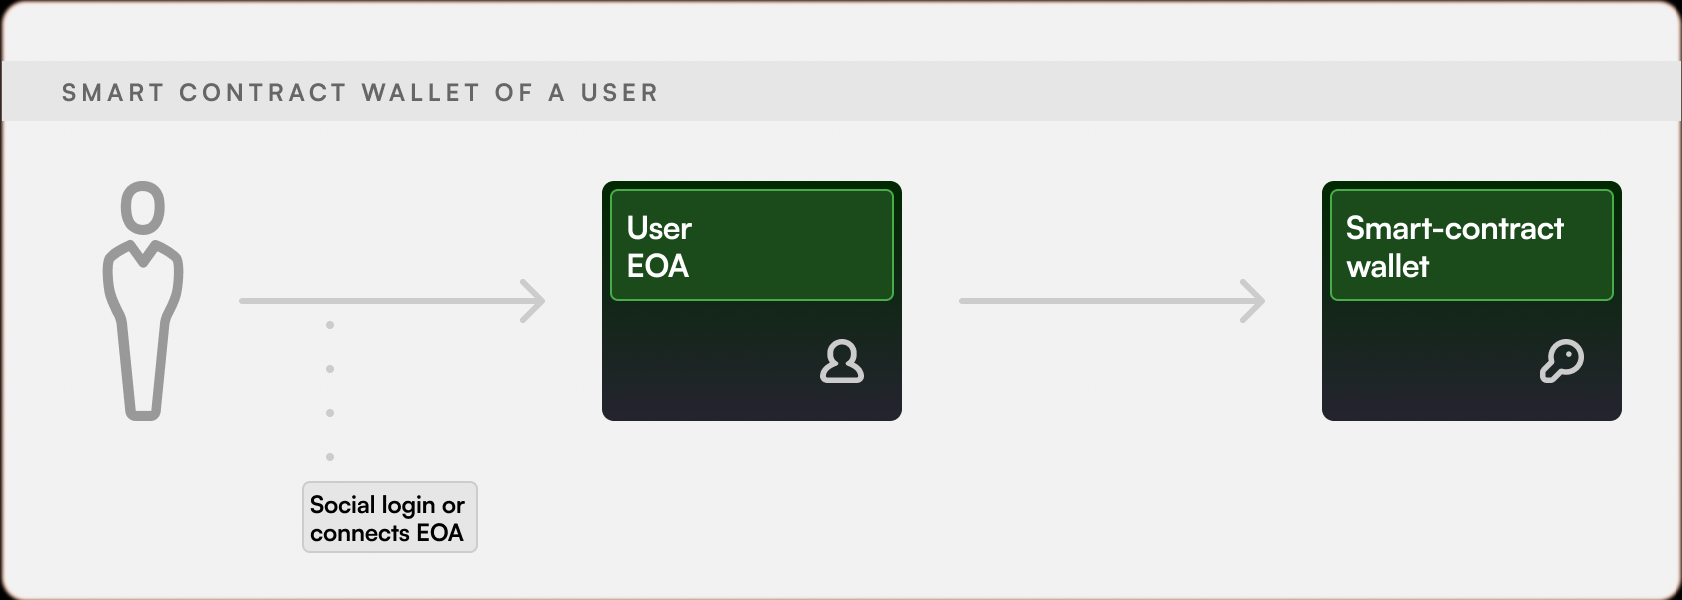 SMART CONTRACT WALLET OF A USER
User
EOA
Smart-contract
wallet
Social login or
connects EOA